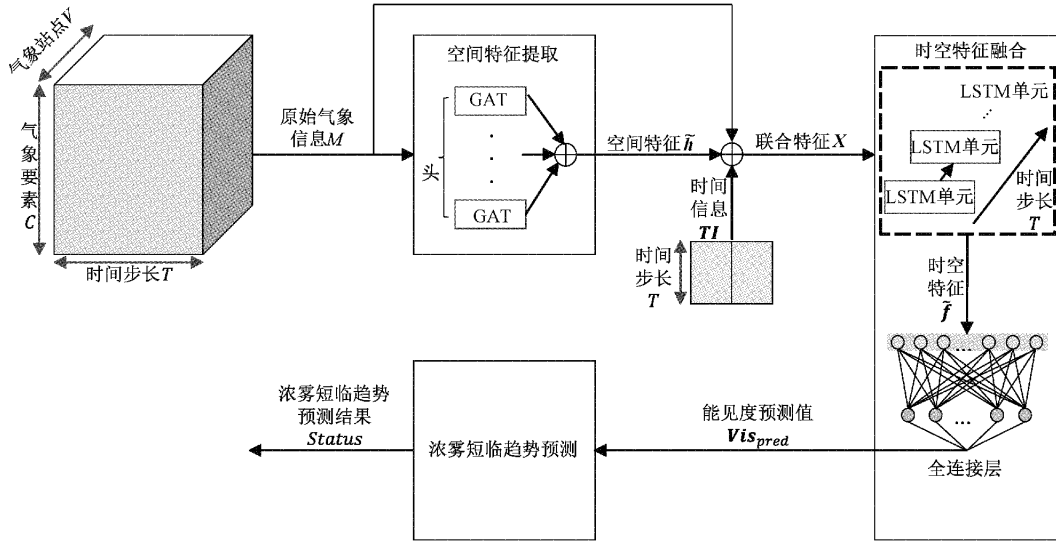 气象站点V
气象要素C
时间步长T
原始气象
信息M
空间特征提取
GAT
头
GAT
空间特征h̃
联合特征X
时间
信息
TI
时间
步长
T
时空特征融合
LSTM单元
LSTM单元
LSTM单元
时间
步长
T
时空
特征
f̃
...
...
全连接层
能见度预测值
Vis_pred
浓雾短临趋势预测
浓雾短临趋势
预测结果
Status